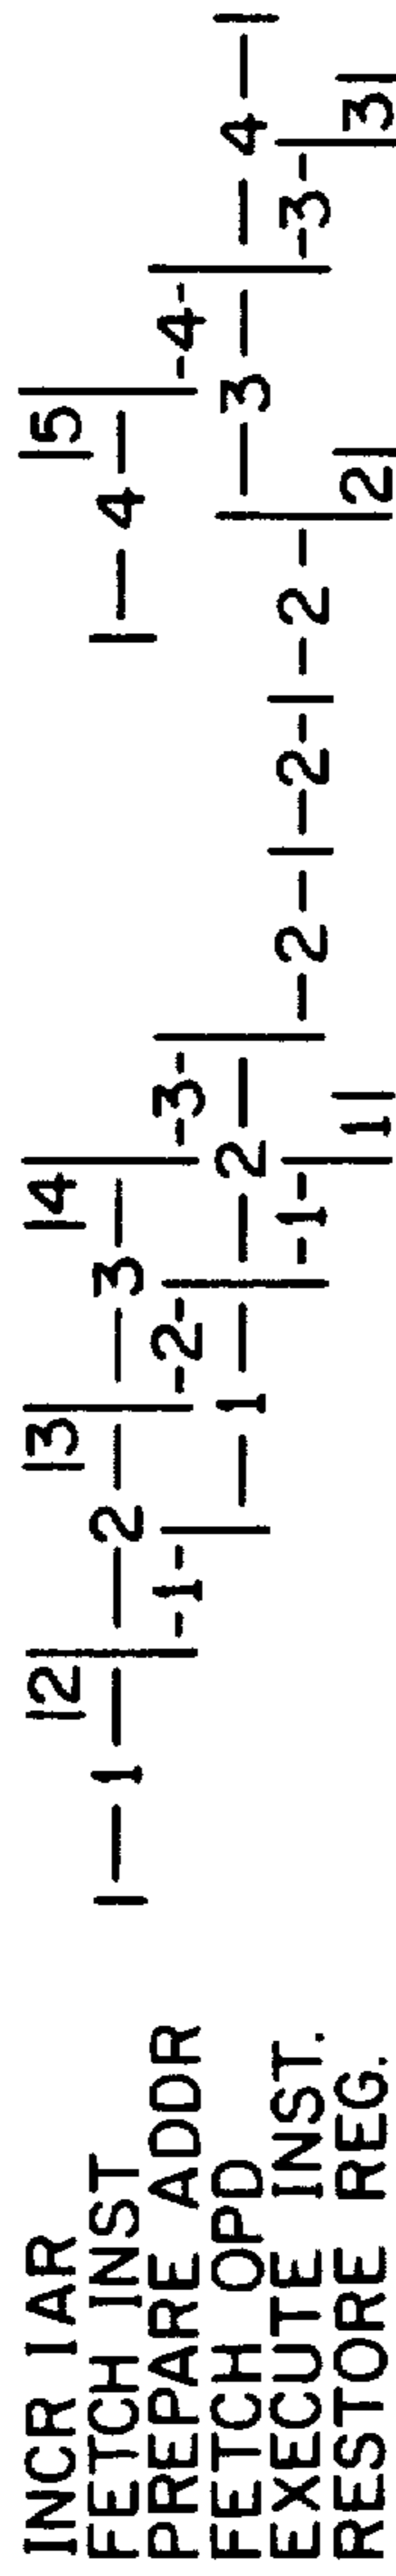 INCR IAR 2 3 4 5
FETCH INST 1 2 3 4
PREPARE ADDR 1 2 3 4
FETCH OPD 1 2 3 4
EXECUTE INST. 1 2 2 2 3
RESTORE REG. 1 2 3